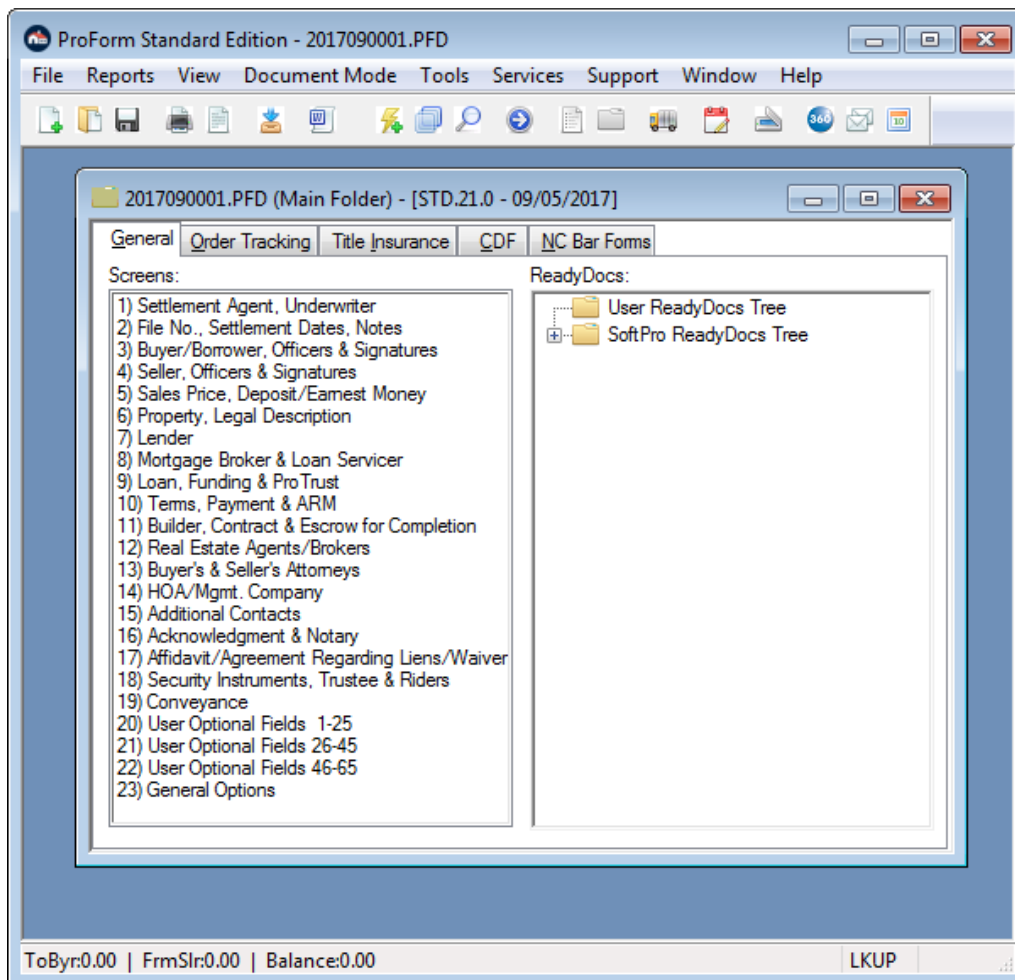 ProForm Standard Edition - 2017090001.PFD
File Reports View Document Mode Tools Services Support Window Help
360
10
2017090001.PFD (Main Folder) - [STD.21.0 - 09/05/2017]
General Order Tracking Title Insurance CDF NC Bar Forms
Screens:
1) Settlement Agent, Underwriter
2) File No., Settlement Dates, Notes
3) Buyer/Borrower, Officers & Signatures
4) Seller, Officers & Signatures
5) Sales Price, Deposit/Earnest Money
6) Property, Legal Description
7) Lender
8) Mortgage Broker & Loan Servicer
9) Loan, Funding & ProTrust
10) Terms, Payment & ARM
11) Builder, Contract & Escrow for Completion
12) Real Estate Agents/Brokers
13) Buyer's & Seller's Attorneys
14) HOA/Mgmt. Company
15) Additional Contacts
16) Acknowledgment & Notary
17) Affidavit/Agreement Regarding Liens/Waiver
18) Security Instruments, Trustee & Riders
19) Conveyance
20) User Optional Fields 1-25
21) User Optional Fields 26-45
22) User Optional Fields 46-65
23) General Options
ReadyDocs:
User ReadyDocs Tree
SoftPro ReadyDocs Tree
ToByr:0.00 | FrmSlr:0.00 | Balance:0.00
LKUP